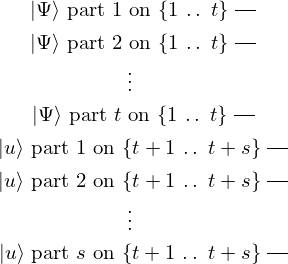 |Ψ⟩ part 1 on {1 .. t}
|Ψ⟩ part 2 on {1 .. t}
⋮
|Ψ⟩ part t on {1 .. t}
|u⟩ part 1 on {t + 1 .. t + s}
|u⟩ part 2 on {t + 1 .. t + s}
⋮
|u⟩ part s on {t + 1 .. t + s}